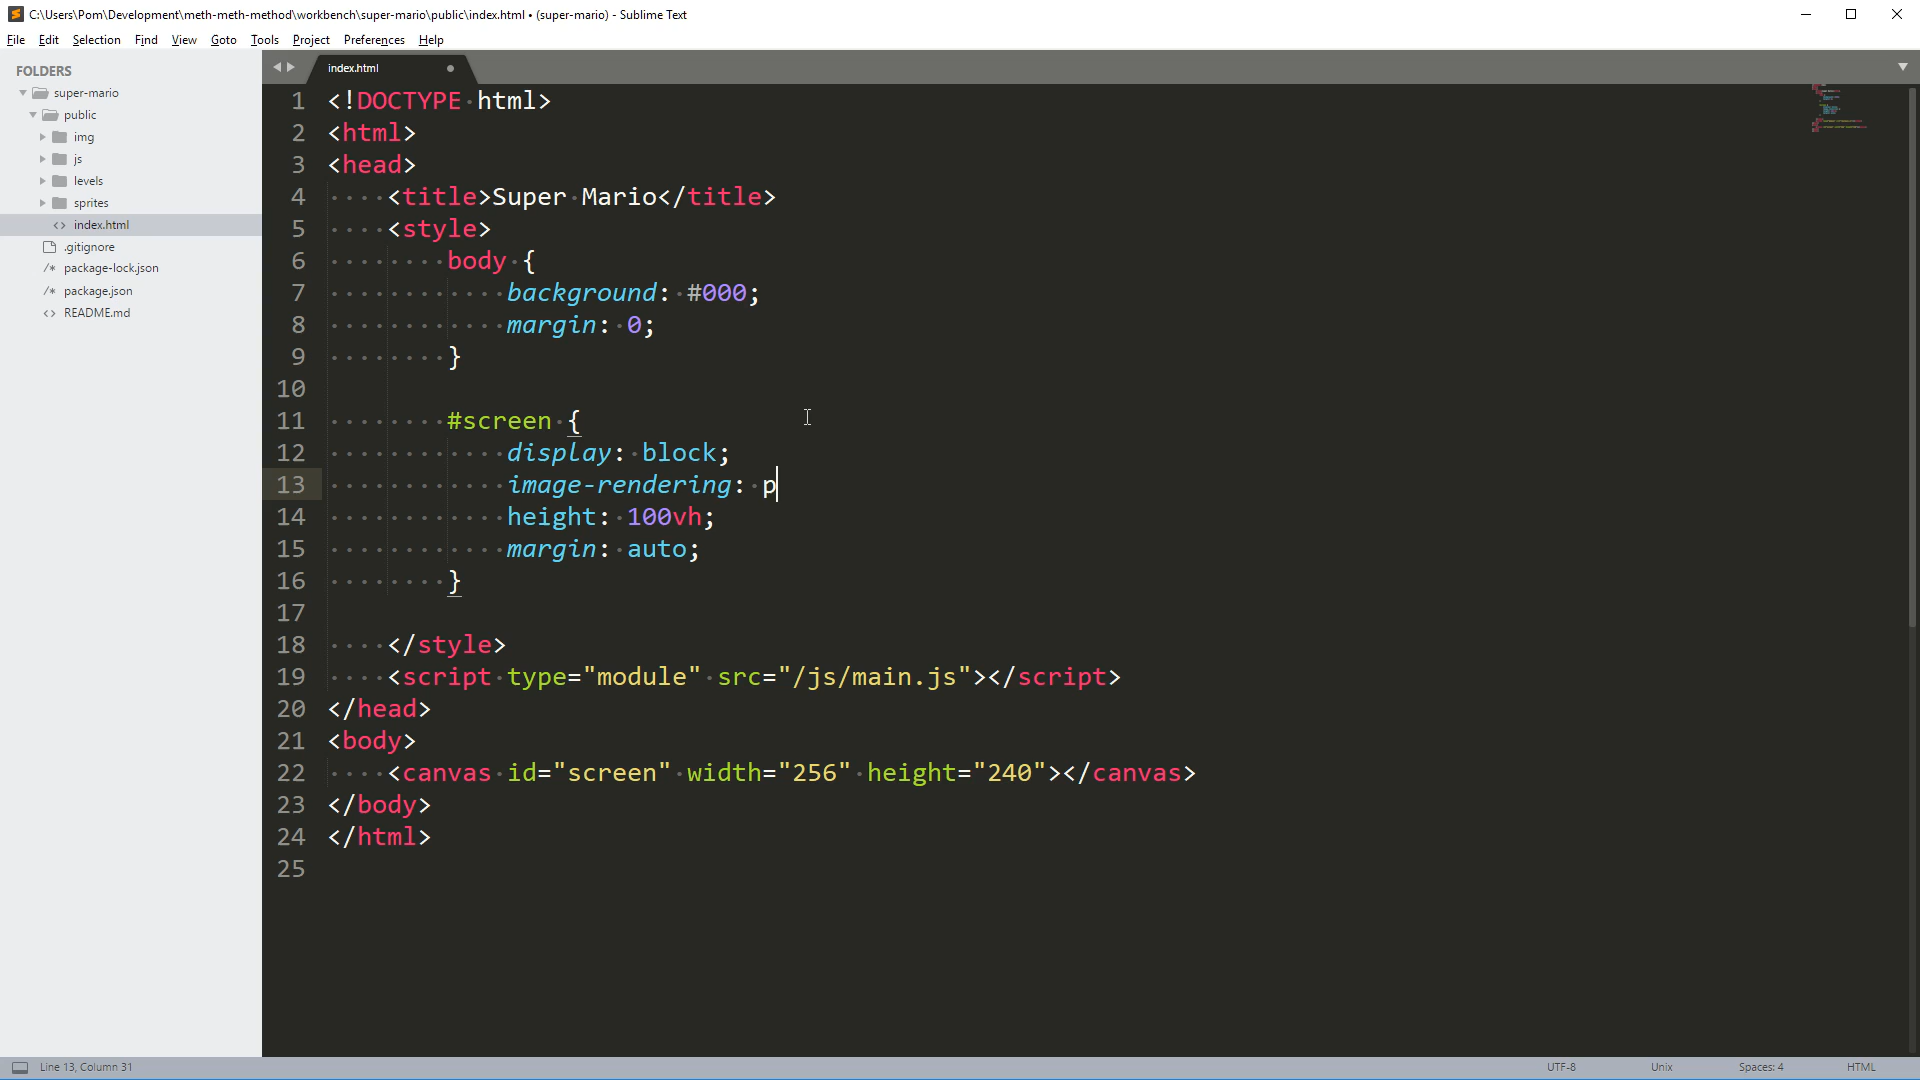 C:\Users\Pom\Development\meth-meth-method\workbench\super-mario\public\index.html • (super-mario) - Sublime Text
File Edit Selection Find View Goto Tools Project Preferences Help
FOLDERS
super-mario
public
img
js
levels
sprites
<> index.html
.gitignore
/* package-lock.json
/* package.json
<> README.md
index.html
1 <!DOCTYPE html>
2 <html>
3 <head>
4 <title>Super Mario</title>
5 <style>
6 body {
7 background: #000;
8 margin: 0;
9 }
10
11 #screen {
12 display: block;
13 image-rendering: p
14 height: 100vh;
15 margin: auto;
16 }
17
18 </style>
19 <script type="module" src="/js/main.js"></script>
20 </head>
21 <body>
22 <canvas id="screen" width="256" height="240"></canvas>
23 </body>
24 </html>
25
Line 13, Column 31 UTF-8 Unix Spaces: 4 HTML